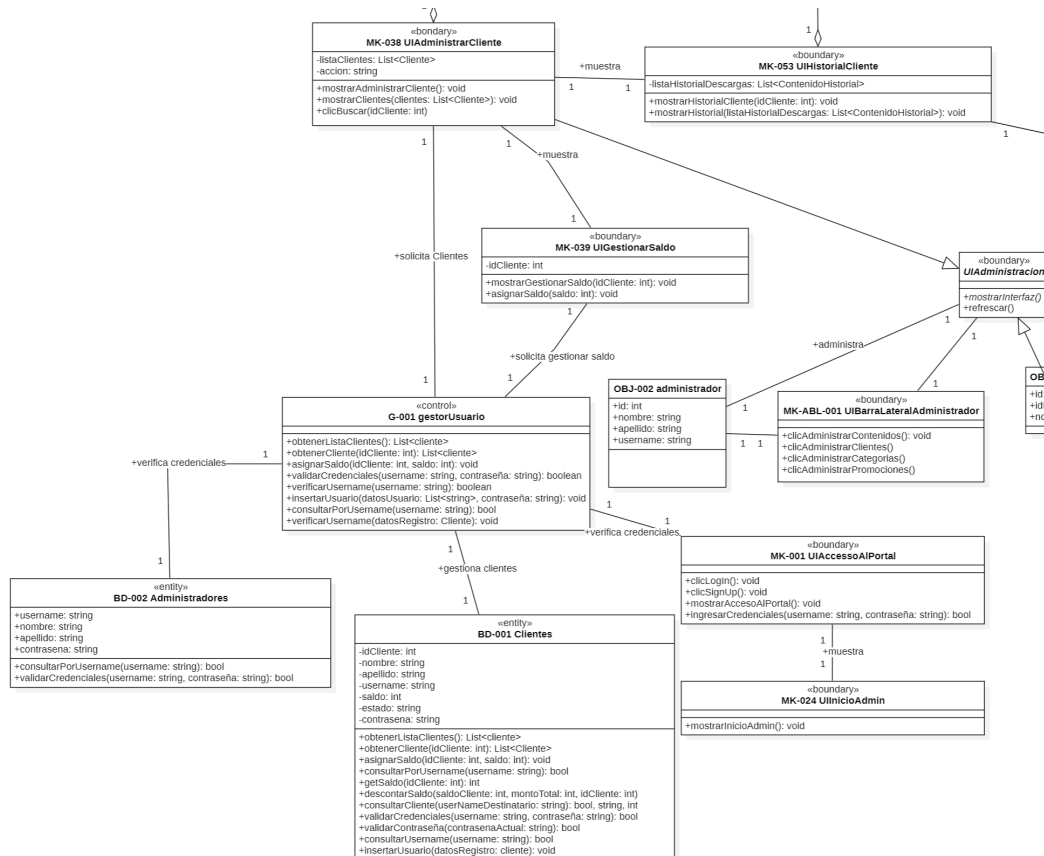 1
«bondary»
MK-038 UIAdministrarCliente
-listaClientes: List<Cliente>
-accion: string
+mostrarAdministrarCliente(): void
+mostrarClientes(clientes: List<Cliente>): void
+clicBuscar(idCliente: int)
+muestra
1
1
1
«boundary»
MK-053 UIHistorialCliente
-listaHistorialDescargas: List<ContenidoHistorial>
+mostrarHistorialCliente(idCliente: int): void
+mostrarHistorial(listaHistorialDescargas: List<ContenidoHistorial>): void
1
1
1
+muestra
1
«boundary»
MK-039 UIGestionarSaldo
-idCliente: int
+mostrarGestionarSaldo(idCliente: int): void
+asignarSaldo(saldo: int): void
+solicita Clientes
1
+solicita gestionar saldo
1
1
«boundary»
UIAdministracion
+mostrarInterfaz()
+refrescar()
1
1
+administra
1
1
OBJ-002 administrador
+id: int
+nombre: string
+apellido: string
+username: string
1
1
«boundary»
MK-ABL-001 UIBarraLateralAdministrador
+clicAdministrarContenidos(): void
+clicAdministrarClientes()
+clicAdministrarCategorias()
+clicAdministrarPromociones()
OB
+id:
+idi
+no
«control»
G-001 gestorUsuario
+obtenerListaClientes(): List<cliente>
+obtenerCliente(idCliente: int): List<cliente>
+asignarSaldo(idCliente: int, saldo: int): void
+validarCredenciales(username: string, contraseña: string): boolean
+verificarUsername(username: string): boolean
+insertarUsuario(datosUsuario: List<string>, contraseña: string): void
+consultarPorUsername(username: string): bool
+verificarUsername(datosRegistro: Cliente): void
+verifica credenciales
1
1
1
1
+verifica credenciales
1
+gestiona clientes
1
«entity»
BD-002 Administradores
+username: string
+nombre: string
+apellido: string
+contrasena: string
+consultarPorUsername(username: string): bool
+validarCredenciales(username: string, contraseña: string): bool
«boundary»
MK-001 UIAccessoAlPortal
+clicLogIn(): void
+clicSignUp(): void
+mostrarAccesoAlPortal(): void
+ingresarCredenciales(username: string, contraseña: string): bool
1
+muestra
1
«boundary»
MK-024 UIInicioAdmin
+mostrarInicioAdmin(): void
«entity»
BD-001 Clientes
-idCliente: int
-nombre: string
-apellido: string
-username: string
-saldo: int
-estado: string
-contrasena: string
+obtenerListaClientes(): List<cliente>
+obtenerCliente(idCliente: int): List<Cliente>
+asignarSaldo(idCliente: int, saldo: int): void
+consultarPorUsername(username: string): bool
+getSaldo(idCliente: int): int
+descontarSaldo(saldoCliente: int, montoTotal: int, idCliente: int)
+consultarCliente(userNameDestinatario: string): bool, string, int
+validarCredenciales(username: string, contraseña: string): bool
+validarContraseña(contrasenaActual: string): bool
+consultarUsername(username: string): bool
+insertarUsuario(datosRegistro: cliente): void